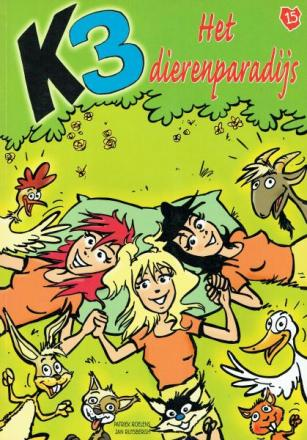 K3
Het
dierenparadijs
15
PATRIEK ROELENS
JAN RUYSBERGH